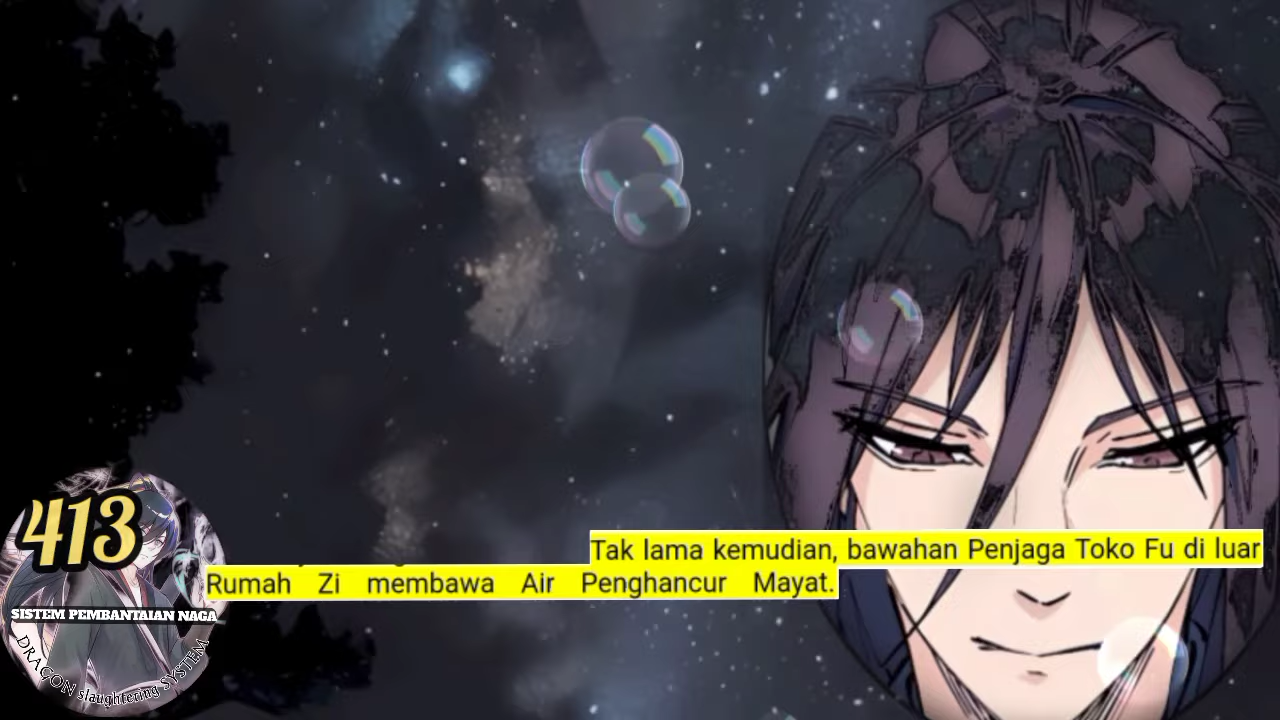 Tak lama kemudian, bawahan Penjaga Toko Fu di luar
Rumah Zi membawa Air Penghancur Mayat.
413
SISTEM PEMBANTAIAN NAGA
DRAGON slaughtering SYSTEM